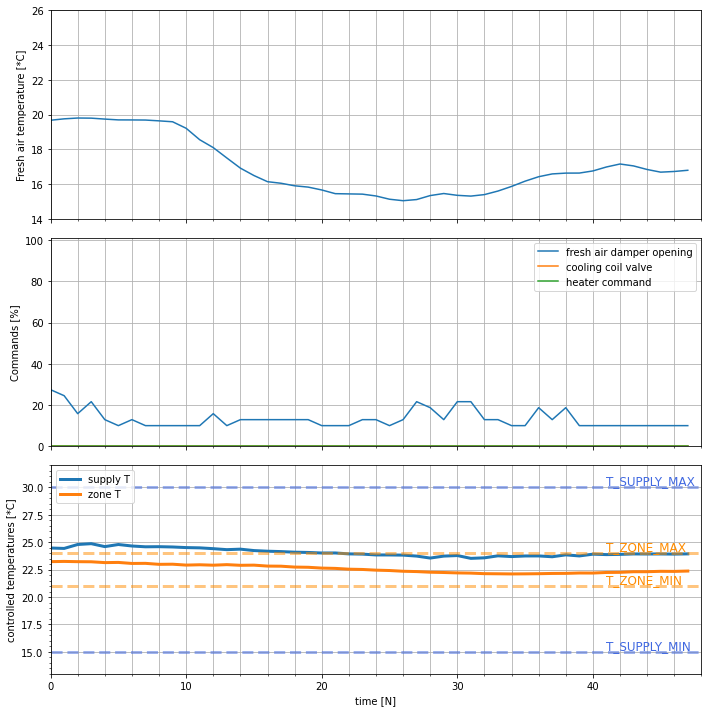 26
24
22
20
18
16
14
Fresh air temperature [*C]
100
80
60
40
20
0
Commands [%]
fresh air damper opening
cooling coil valve
heater command
30.0
27.5
25.0
22.5
20.0
17.5
15.0
controlled temperatures [*C]
supply T
zone T
T_SUPPLY_MAX
T_ZONE_MAX
T_ZONE_MIN
T_SUPPLY_MIN
0 10 20 30 40
time [N]